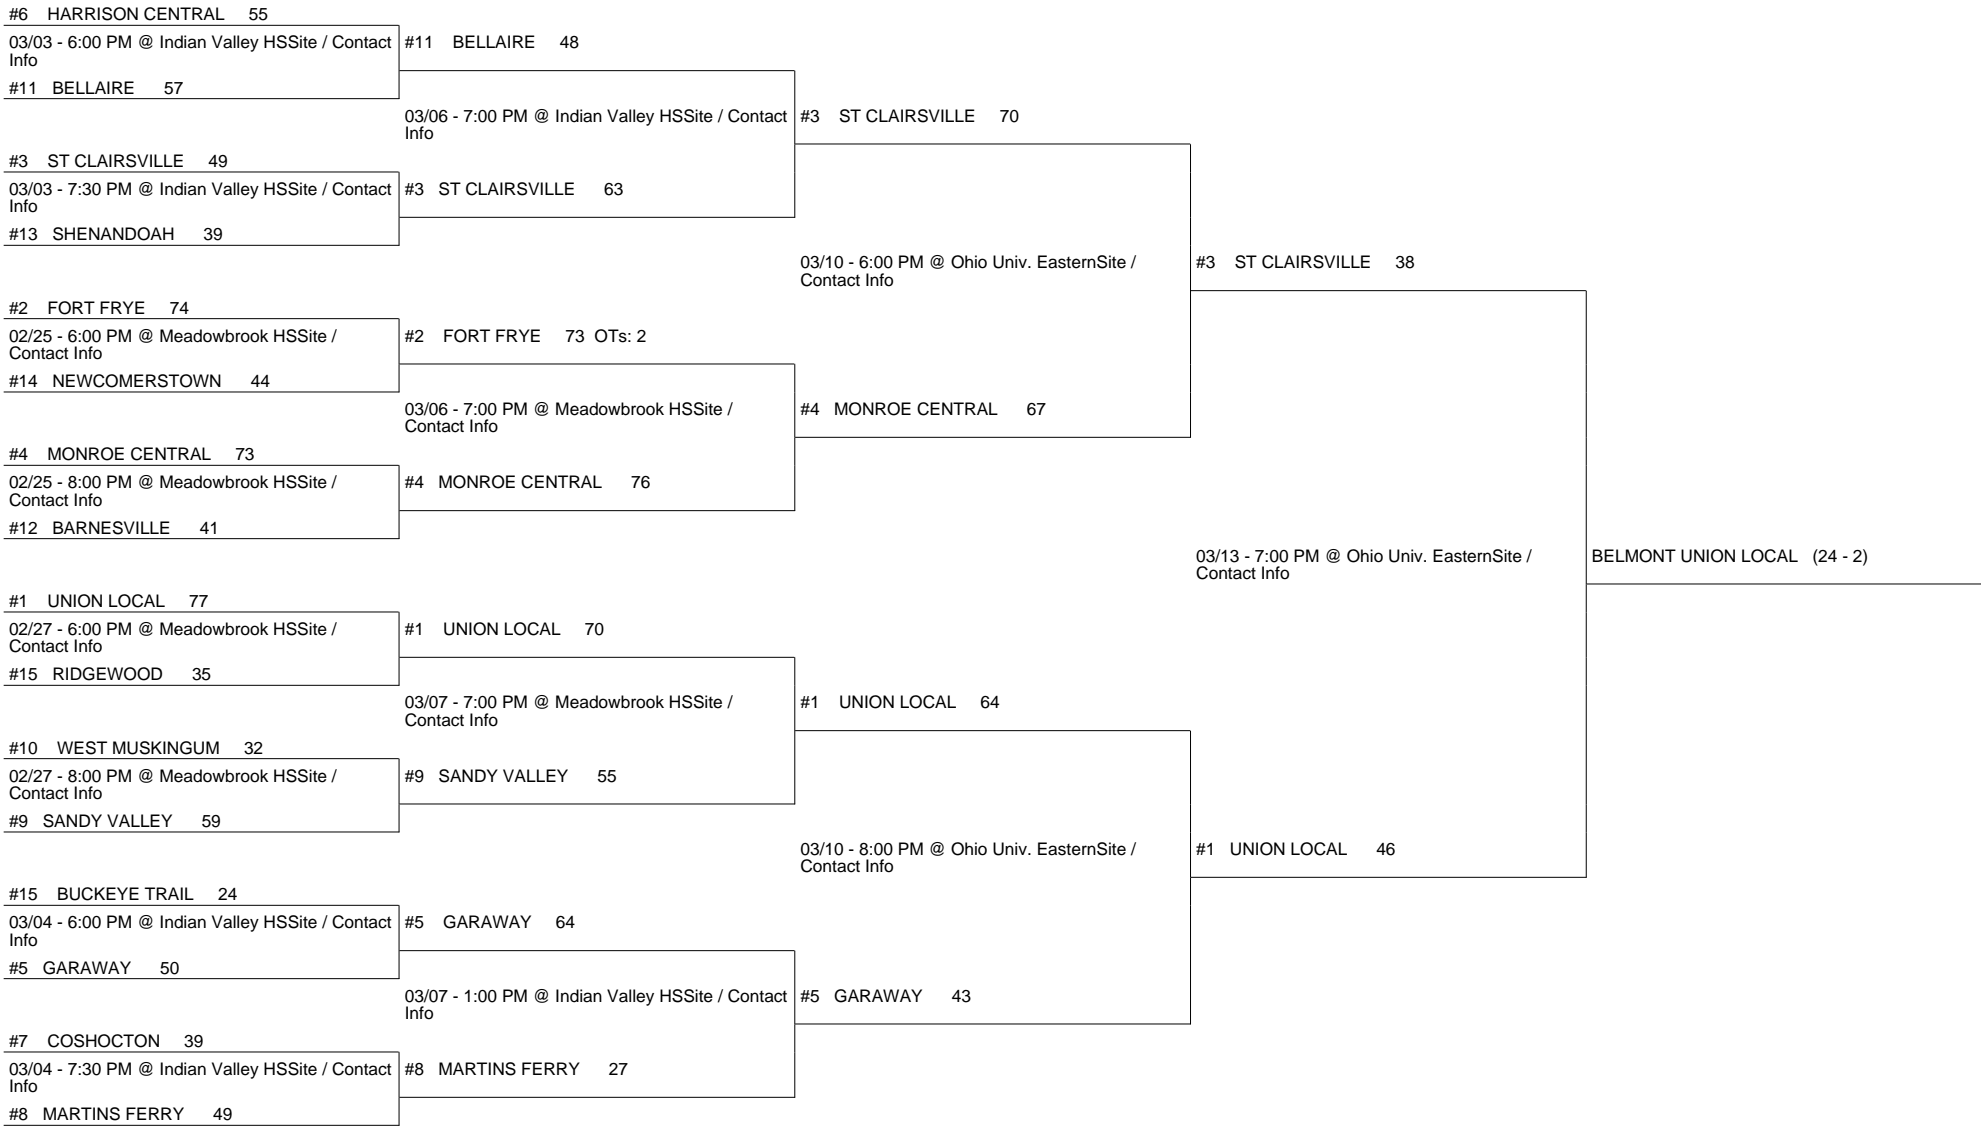 #6 HARRISON CENTRAL 55
03/03 - 6:00 PM @ Indian Valley HSSite / Contact
Info
#11 BELLAIRE 57
#11 BELLAIRE 48
03/06 - 7:00 PM @ Indian Valley HSSite / Contact
Info
#3 ST CLAIRSVILLE 49
03/03 - 7:30 PM @ Indian Valley HSSite / Contact
Info
#13 SHENANDOAH 39
#3 ST CLAIRSVILLE 63
#3 ST CLAIRSVILLE 70
03/10 - 6:00 PM @ Ohio Univ. EasternSite /
Contact Info
#2 FORT FRYE 74
02/25 - 6:00 PM @ Meadowbrook HSSite /
Contact Info
#14 NEWCOMERSTOWN 44
#2 FORT FRYE 73 OTs: 2
03/06 - 7:00 PM @ Meadowbrook HSSite /
Contact Info
#4 MONROE CENTRAL 73
02/25 - 8:00 PM @ Meadowbrook HSSite /
Contact Info
#12 BARNESVILLE 41
#4 MONROE CENTRAL 76
#4 MONROE CENTRAL 67
#3 ST CLAIRSVILLE 38
03/13 - 7:00 PM @ Ohio Univ. EasternSite /
Contact Info
BELMONT UNION LOCAL (24 - 2)
#1 UNION LOCAL 77
02/27 - 6:00 PM @ Meadowbrook HSSite /
Contact Info
#15 RIDGEWOOD 35
#1 UNION LOCAL 70
03/07 - 7:00 PM @ Meadowbrook HSSite /
Contact Info
#10 WEST MUSKINGUM 32
02/27 - 8:00 PM @ Meadowbrook HSSite /
Contact Info
#9 SANDY VALLEY 59
#9 SANDY VALLEY 55
#1 UNION LOCAL 64
03/10 - 8:00 PM @ Ohio Univ. EasternSite /
Contact Info
#1 UNION LOCAL 46
#15 BUCKEYE TRAIL 24
03/04 - 6:00 PM @ Indian Valley HSSite / Contact
Info
#5 GARAWAY 50
#5 GARAWAY 64
03/07 - 1:00 PM @ Indian Valley HSSite / Contact
Info
#7 COSHOCTON 39
03/04 - 7:30 PM @ Indian Valley HSSite / Contact
Info
#8 MARTINS FERRY 49
#8 MARTINS FERRY 27
#5 GARAWAY 43